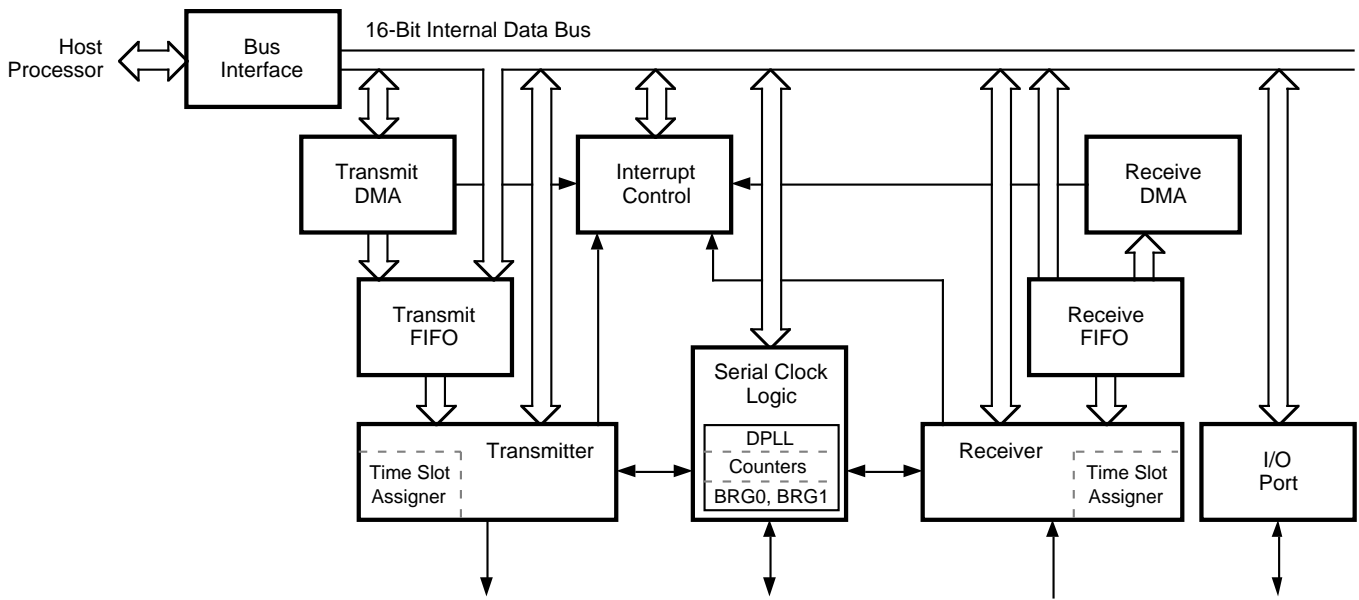 16-Bit Internal Data Bus
Host
Processor
Bus
Interface
Transmit
DMA
Interrupt
Control
Receive
DMA
Transmit
FIFO
Receive
FIFO
Serial Clock
Logic
DPLL
Counters
BRG0, BRG1
Transmitter
Time Slot
Assigner
Receiver
Time Slot
Assigner
I/O
Port